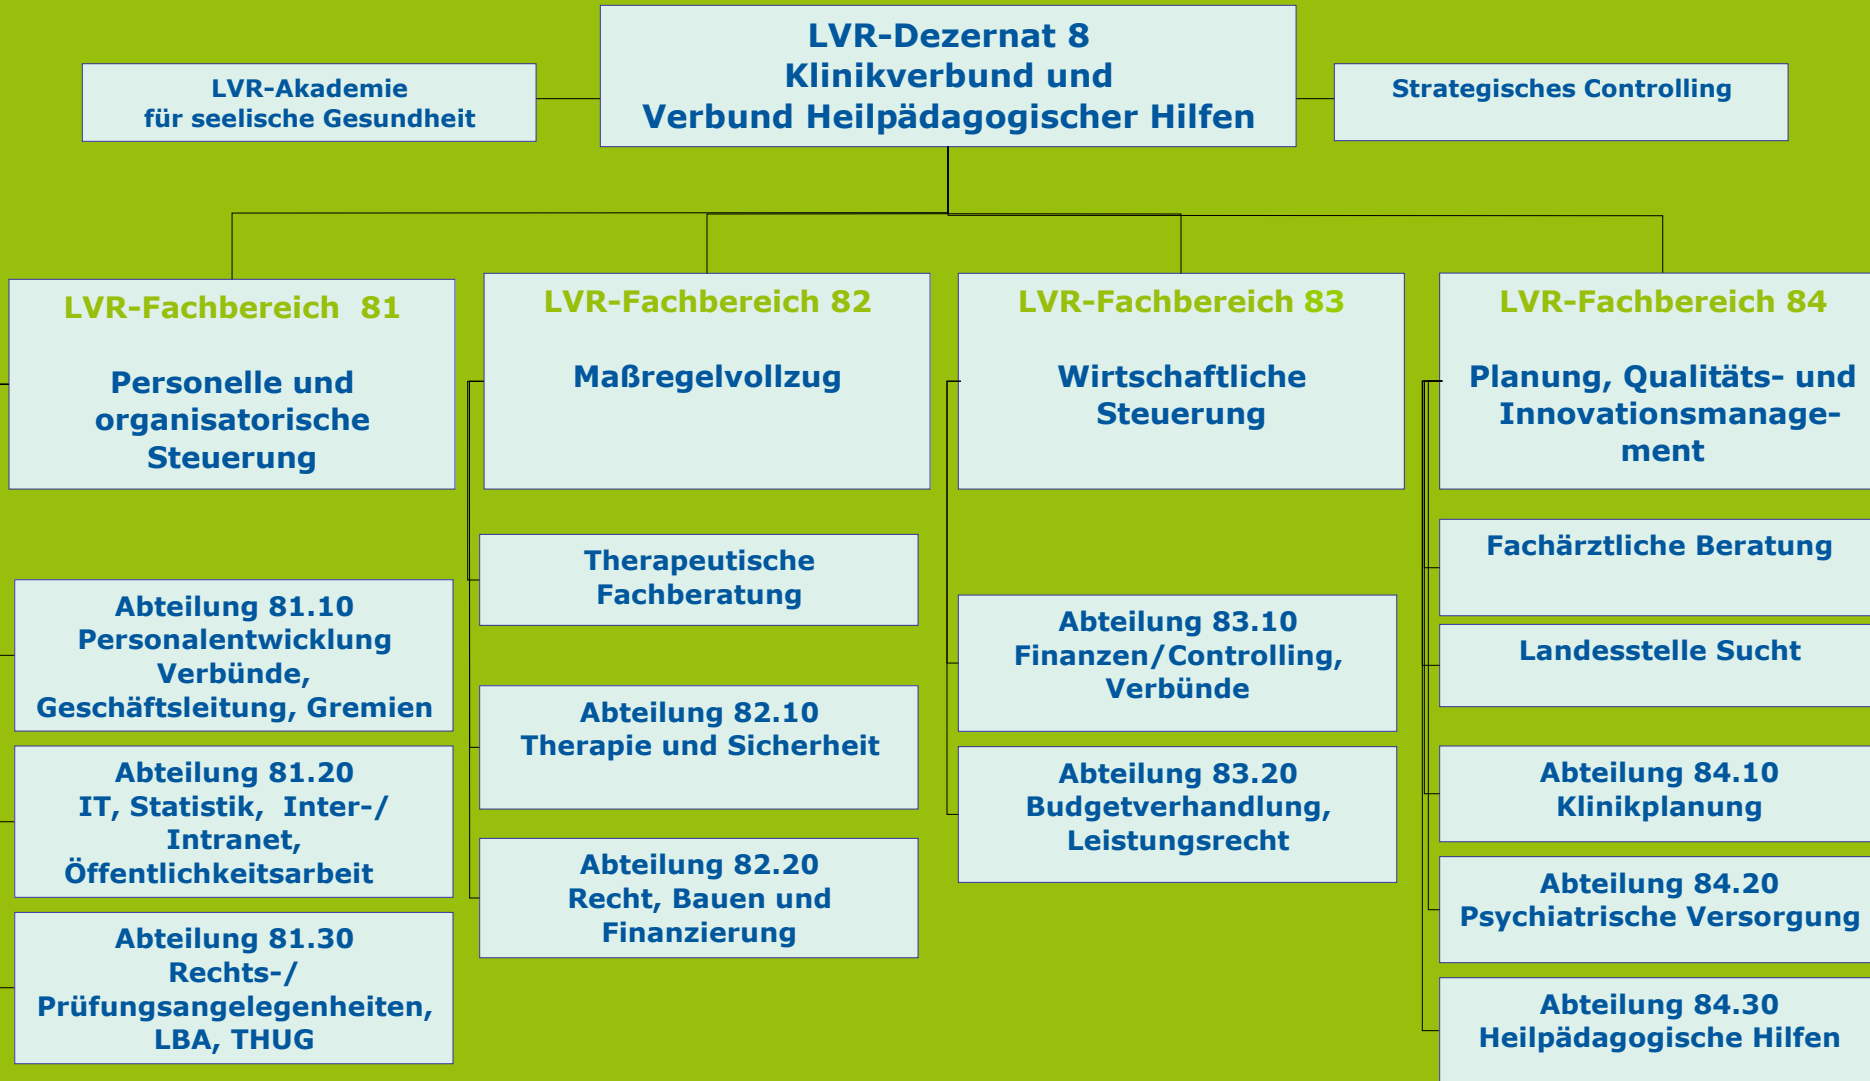 LVR-Dezernat 8
Klinikverbund und
Verbund Heilpädagogischer Hilfen
LVR-Akademie
für seelische Gesundheit
Strategisches Controlling
LVR-Fachbereich 81
Personelle und
organisatorische
Steuerung
Abteilung 81.10
Personalentwicklung
Verbünde,
Geschäftsleitung, Gremien
Abteilung 81.20
IT, Statistik, Inter-/
Intranet,
Öffentlichkeitsarbeit
Abteilung 81.30
Rechts-/
Prüfungsangelegenheiten,
LBA, THUG
LVR-Fachbereich 82
Maßregelvollzug
Therapeutische
Fachberatung
Abteilung 82.10
Therapie und Sicherheit
Abteilung 82.20
Recht, Bauen und
Finanzierung
LVR-Fachbereich 83
Wirtschaftliche
Steuerung
Abteilung 83.10
Finanzen/Controlling,
Verbünde
Abteilung 83.20
Budgetverhandlung,
Leistungsrecht
LVR-Fachbereich 84
Planung, Qualitäts- und
Innovationsmanage-
ment
Fachärztliche Beratung
Landesstelle Sucht
Abteilung 84.10
Klinikplanung
Abteilung 84.20
Psychiatrische Versorgung
Abteilung 84.30
Heilpädagogische Hilfen